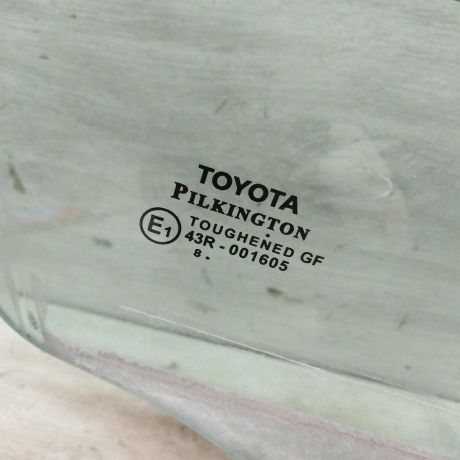 TOYOTA
PILKINGTON
E1 TOUGHENED GF
43R - 001605
8 .